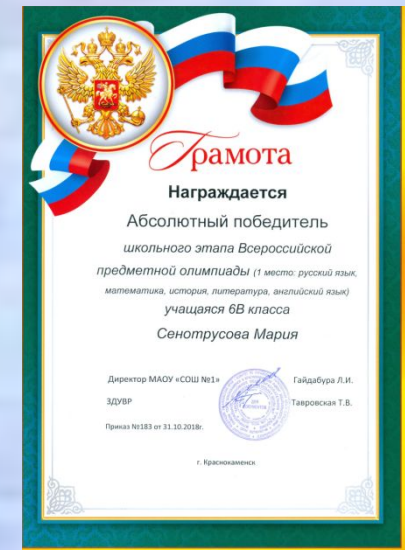 Грамота
Награждается
Абсолютный победитель
школьного этапа Всероссийской
предметной олимпиады (1 место: русский язык,
математика, история, литература, английский язык)
учащаяся 6В класса
Сенотрусова Мария
Директор МАОУ «СОШ №1» Гайдабура Л.И.
ЗДУВР Тавровская Т.В.
Приказ №183 от 31.10.2018г.
г. Краснокаменск